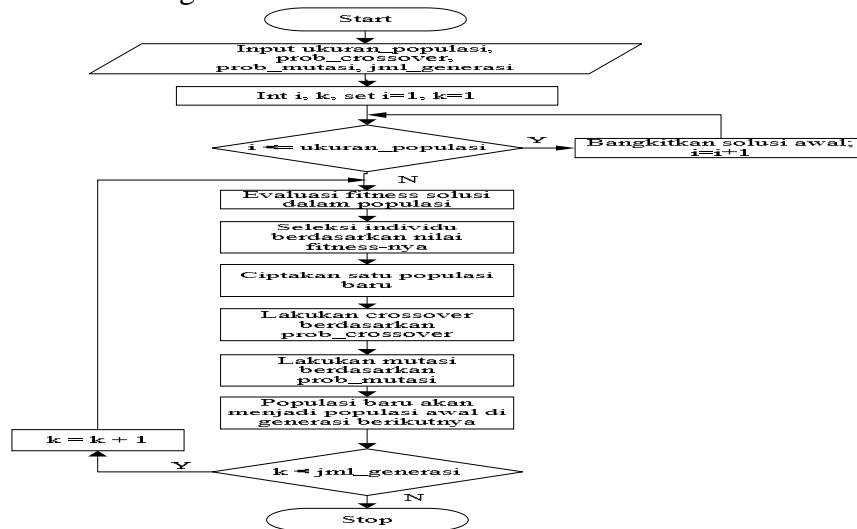 Start
Input ukuran_populasi,
prob_crossover,
prob_mutasi, jml_generasi
Int i, k, set i=1, k=1
i <= ukuran_populasi
Y
Bangkitkan solusi awal;
i=i+1
N
Evaluasi fitness solusi
dalam populasi
Seleksi individu
berdasarkan nilai
fitness-nya
Ciptakan satu populasi
baru
Lakukan crossover
berdasarkan
prob_crossover
Lakukan mutasi
berdasarkan
prob_mutasi
Populasi baru akan
menjadi populasi awal di
generasi berikutnya
k = k + 1
Y
k < jml_generasi
N
Stop